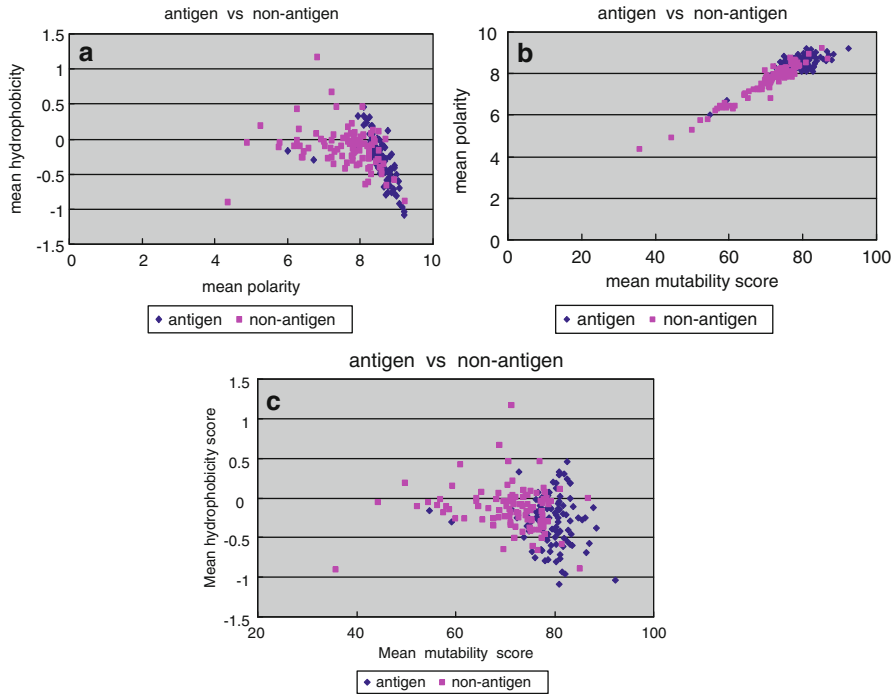 antigen vs non-antigen
a
1.5
1
0.5
0
-0.5
-1
-1.5
mean hydrophobicity
0 2 4 6 8 10
mean polarity
antigen non-antigen
antigen vs non-antigen
b
10
8
6
4
2
0
mean polarity
0 20 40 60 80 100
mean mutability score
antigen non-antigen
antigen vs non-antigen
c
1.5
1
0.5
0
-0.5
-1
-1.5
Mean hydrophobicity score
20 40 60 80 100
Mean mutability score
antigen non-antigen